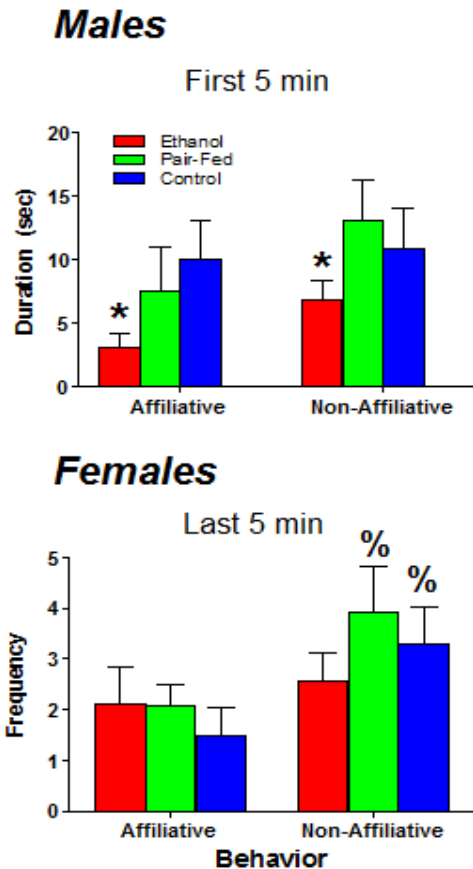 Males
First 5 min
Duration (sec)
20
15
10
5
0
Ethanol
Pair-Fed
Control
*
*
Affiliative
Non-Affiliative
Females
Last 5 min
Frequency
5
4
3
2
1
0
%
%
Affiliative
Non-Affiliative
Behavior